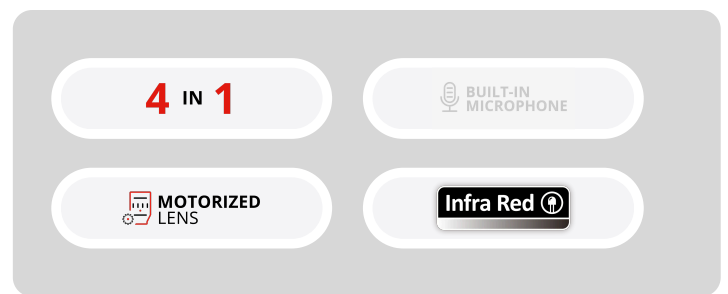 4 IN 1
BUILT-IN
MICROPHONE
MOTORIZED
LENS
Infra Red